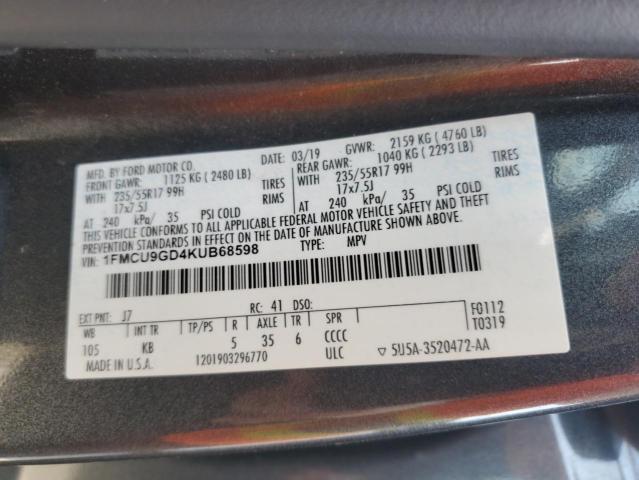 MFD. BY FORD MOTOR CO. DATE: 03/19 GVWR: 2159 KG ( 4760 LB)
FRONT GAWR: 1125 KG ( 2480 LB) REAR GAWR: 1040 KG ( 2293 LB)
WITH 235/55R17 99H TIRES WITH 235/55R17 99H TIRES
17x7.5J RIMS 17x7.5J RIMS
AT 240 kPa/ 35 PSI COLD AT 240 kPa/ 35 PSI COLD
THIS VEHICLE CONFORMS TO ALL APPLICABLE FEDERAL MOTOR VEHICLE SAFETY AND THEFT
PREVENTION STANDARDS IN EFFECT ON THE DATE OF MANUFACTURE SHOWN ABOVE.
VIN: 1FMCU9GD4KUB68598 TYPE: MPV
EXT PNT: J7 RC: 41 DSO: F0112
WB INT TR TP/PS R AXLE TR SPR T0319
105 KB 5 35 6 CCCC
MADE IN U.S.A. 1201903296770 ULC ▽ 5U5A-3520472-AA